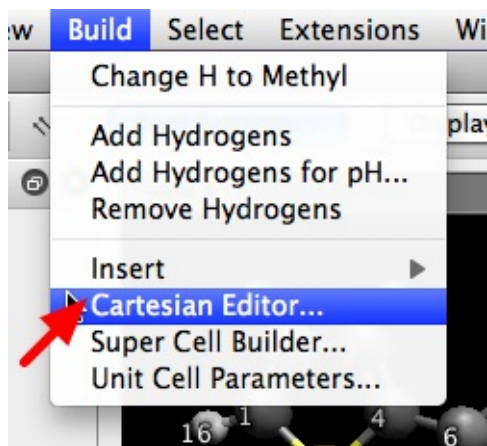 ew Build Select Extensions Wi
Change H to Methyl
Add Hydrogens
Add Hydrogens for pH...
Remove Hydrogens
Insert
Cartesian Editor...
Super Cell Builder...
Unit Cell Parameters...
16 1 4 6